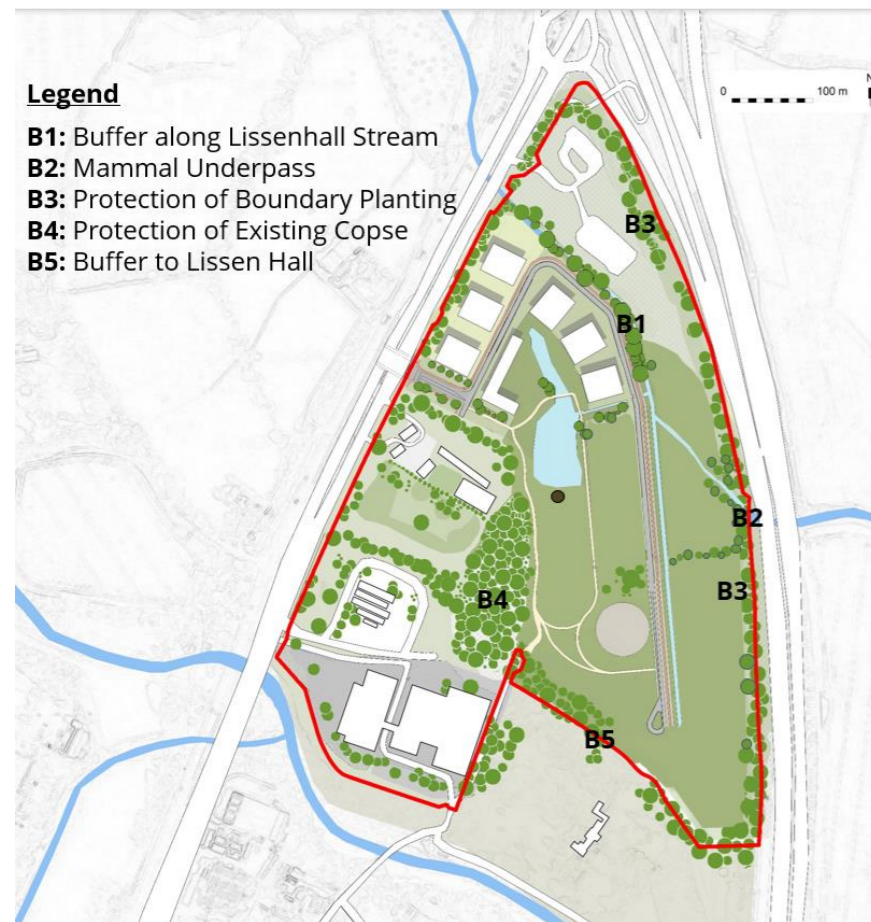 Legend
B1: Buffer along Lissenhall Stream
B2: Mammal Underpass
B3: Protection of Boundary Planting
B4: Protection of Existing Copse
B5: Buffer to Lissen Hall
0 100 m
N
B3
B1
B2
B3
B4
B5